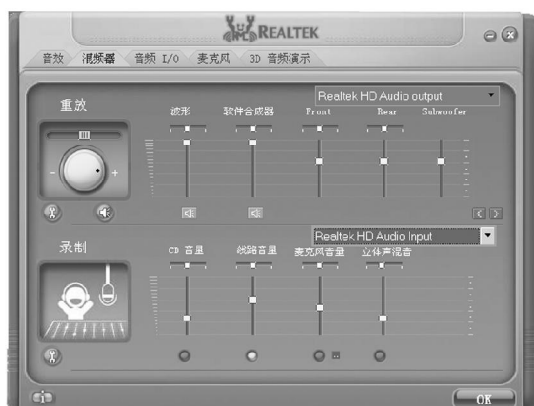 REALTEK
音放 混频器 音频 I/O 麦克风 3D 音频演示
重放
Realtek HD Audio output
波形 软件合成器 Front Rear Subwoofer
录制
Realtek HD Audio Input
CD 音量 线路音量 麦克风音量 立体声混音
OK